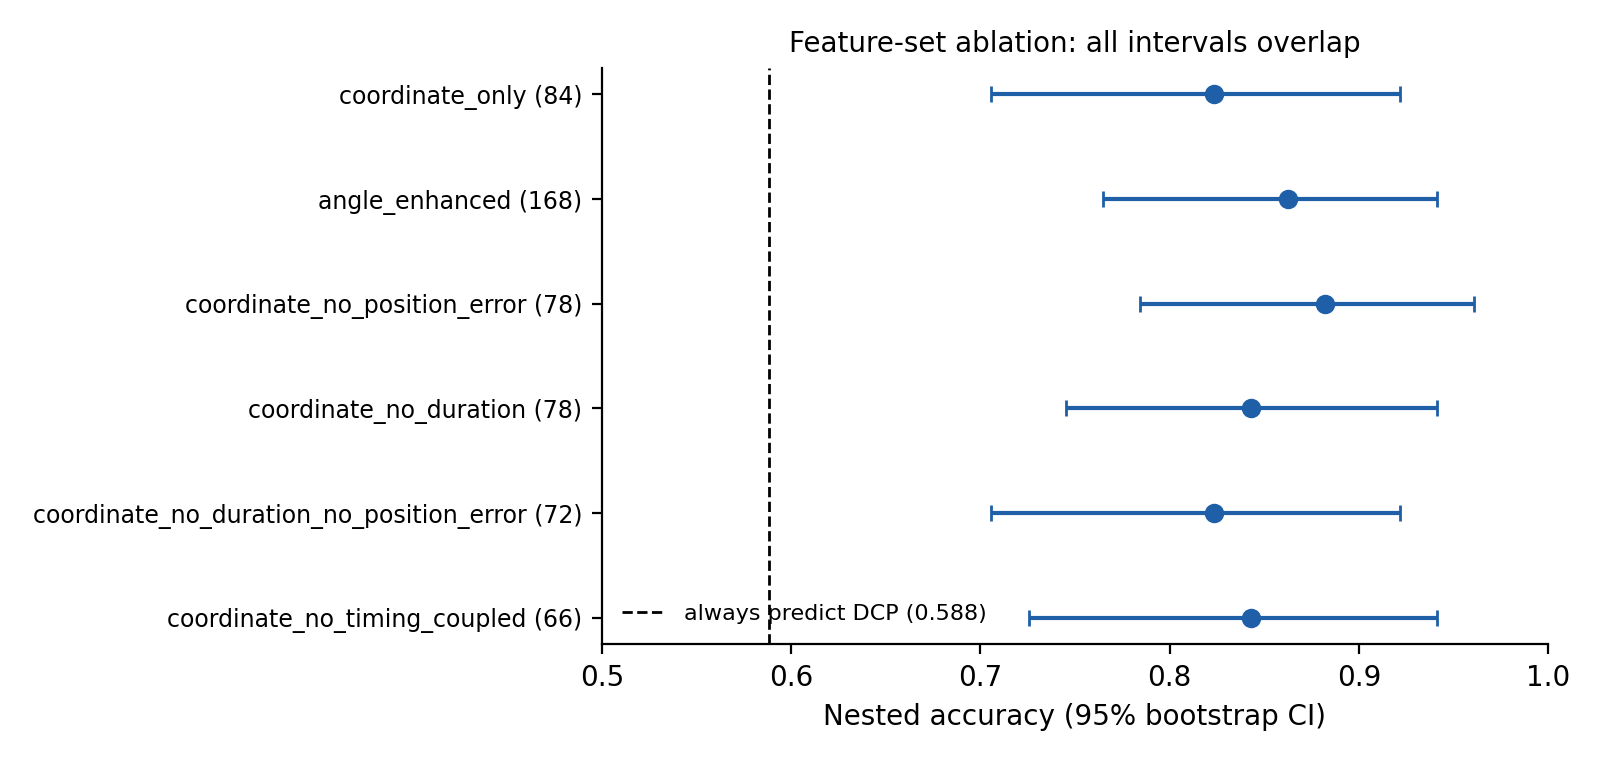 Feature-set ablation: all intervals overlap
coordinate_only (84)
angle_enhanced (168)
coordinate_no_position_error (78)
coordinate_no_duration (78)
coordinate_no_duration_no_position_error (72)
coordinate_no_timing_coupled (66)
always predict DCP (0.588)
0.5 0.6 0.7 0.8 0.9 1.0
Nested accuracy (95% bootstrap CI)